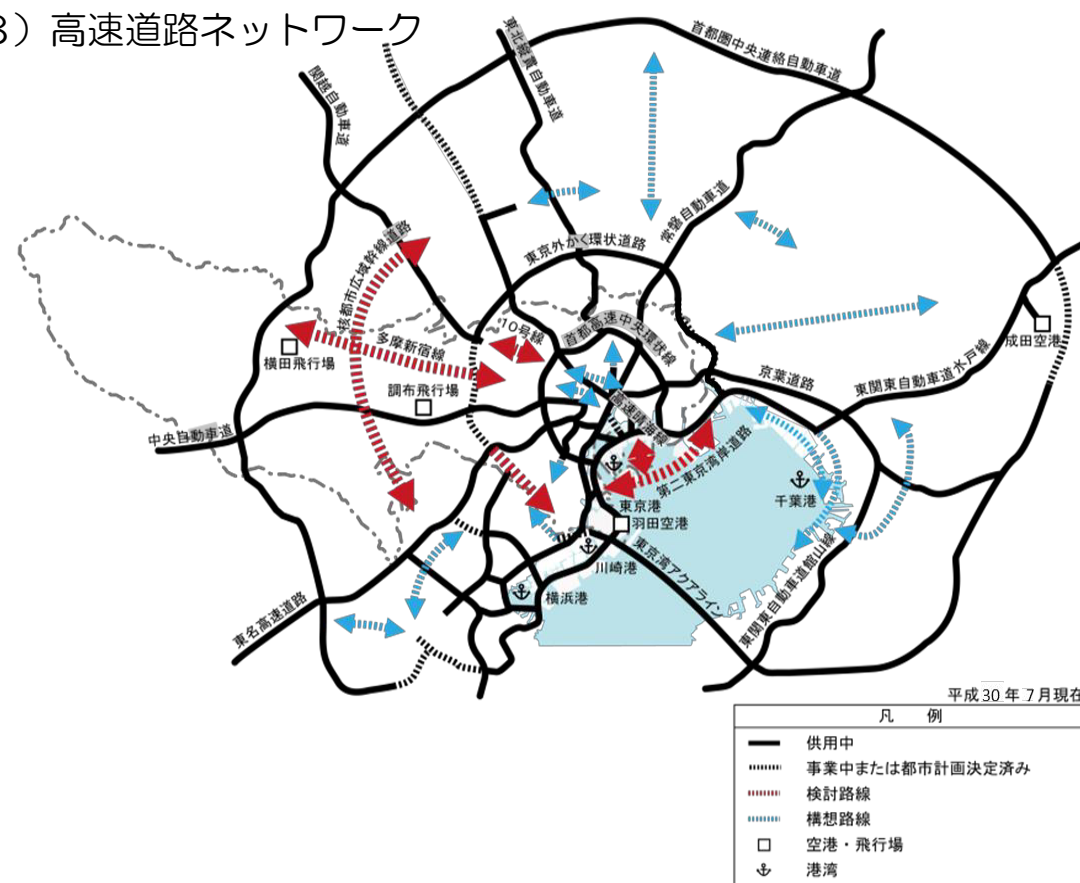 3）高速道路ネットワーク
首都圏中央連絡自動車道
東北縦貫自動車道
関越自動車道
常磐自動車道
東京外かく環状道路
核都市広域幹線道路
首都高速中央環状線
10号線
多摩新宿線
横田飛行場
調布飛行場
中央自動車道
成田空港
京葉道路
東関東自動車道水戸線
高速晴海線
第二東京湾岸道路
千葉港
東京港
羽田空港
川崎港
横浜港
東京湾アクアライン
東関東自動車道館山線
東名高速道路
平成30年7月現在
凡　例
供用中
事業中または都市計画決定済み
検討路線
構想路線
空港・飛行場
港湾